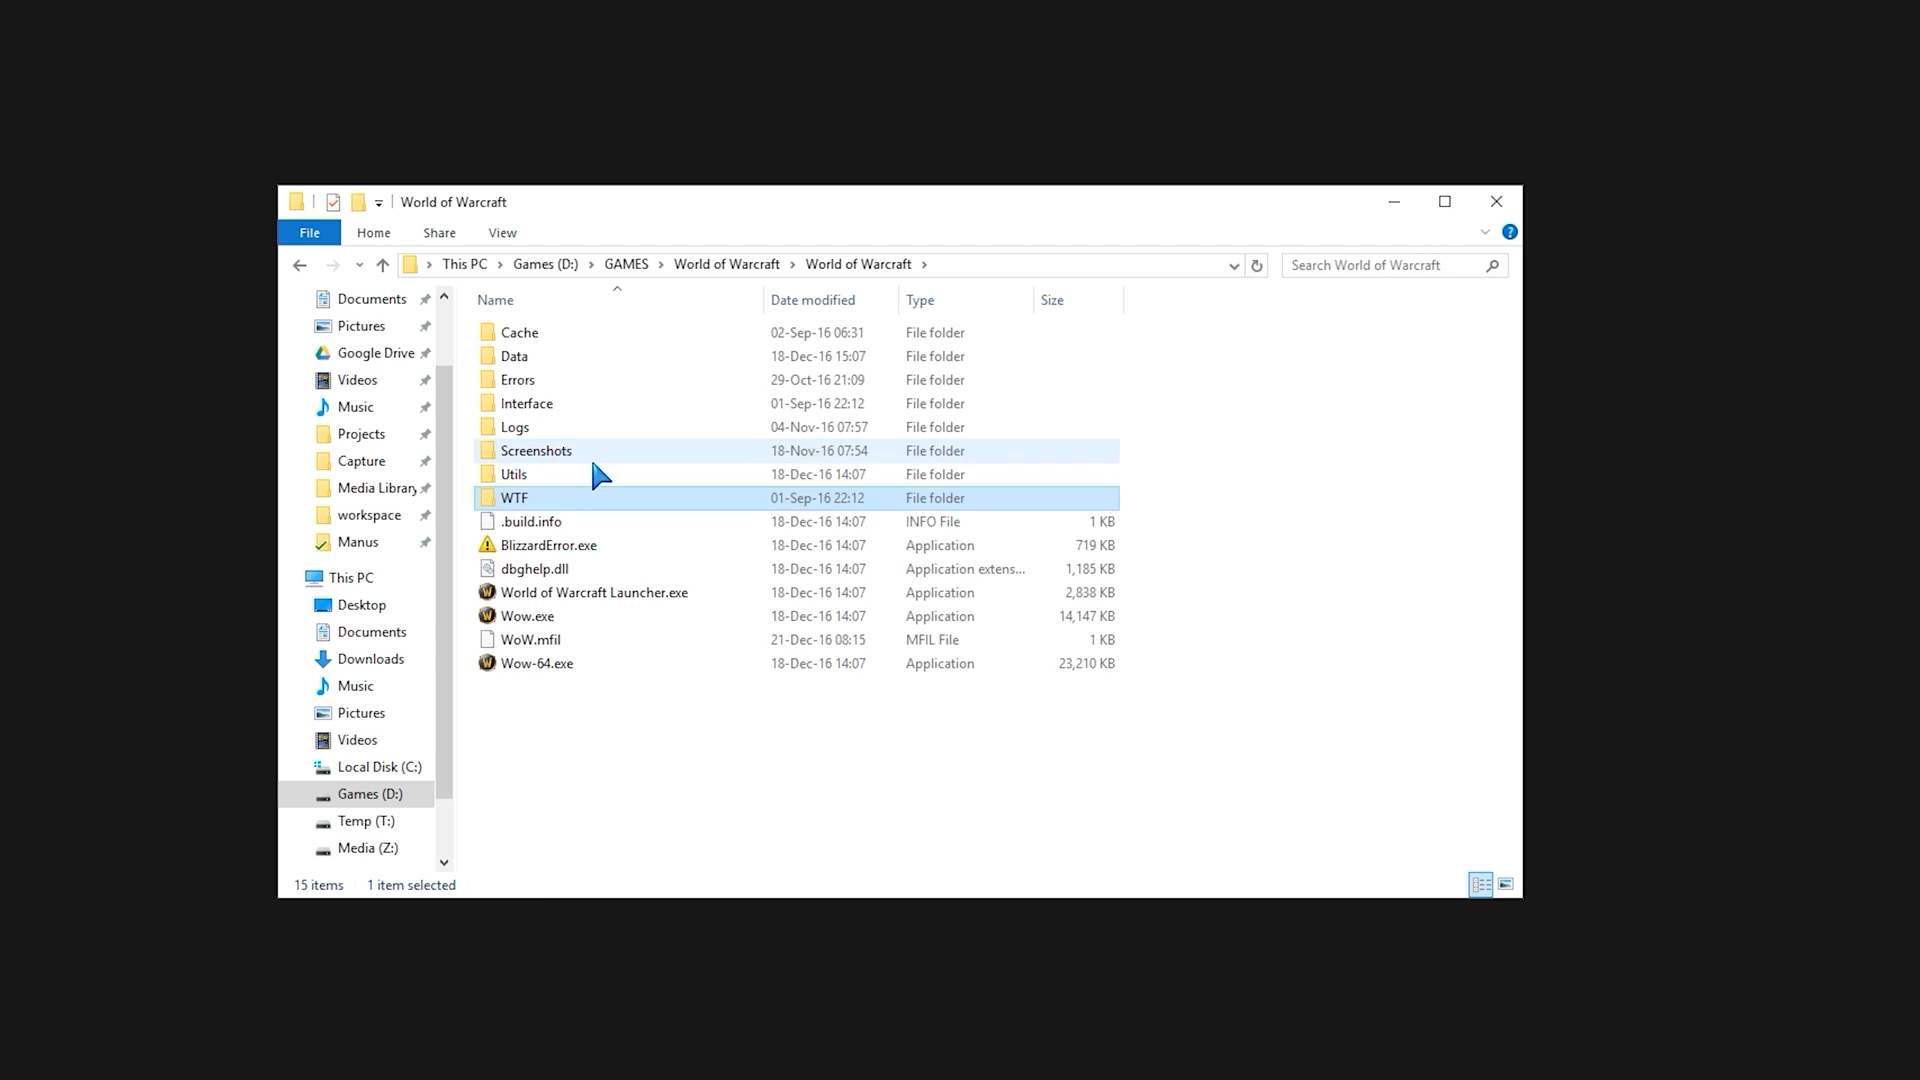 World of Warcraft
File Home Share View
This PC Games (D:) GAMES World of Warcraft World of Warcraft
Search World of Warcraft
Documents
Pictures
Google Drive
Videos
Music
Projects
Capture
Media Library
workspace
Manus
This PC
Desktop
Documents
Downloads
Music
Pictures
Videos
Local Disk (C:)
Games (D:)
Temp (T:)
Media (Z:)
Name Date modified Type Size
Cache 02-Sep-16 06:31 File folder
Data 18-Dec-16 15:07 File folder
Errors 29-Oct-16 21:09 File folder
Interface 01-Sep-16 22:12 File folder
Logs 04-Nov-16 07:57 File folder
Screenshots 18-Nov-16 07:54 File folder
Utils 18-Dec-16 14:07 File folder
WTF 01-Sep-16 22:12 File folder
.build.info 18-Dec-16 14:07 INFO File 1 KB
BlizzardError.exe 18-Dec-16 14:07 Application 719 KB
dbghelp.dll 18-Dec-16 14:07 Application extens... 1,185 KB
World of Warcraft Launcher.exe 18-Dec-16 14:07 Application 2,838 KB
Wow.exe 18-Dec-16 14:07 Application 14,147 KB
WoW.mfil 21-Dec-16 08:15 MFIL File 1 KB
Wow-64.exe 18-Dec-16 14:07 Application 23,210 KB
15 items 1 item selected